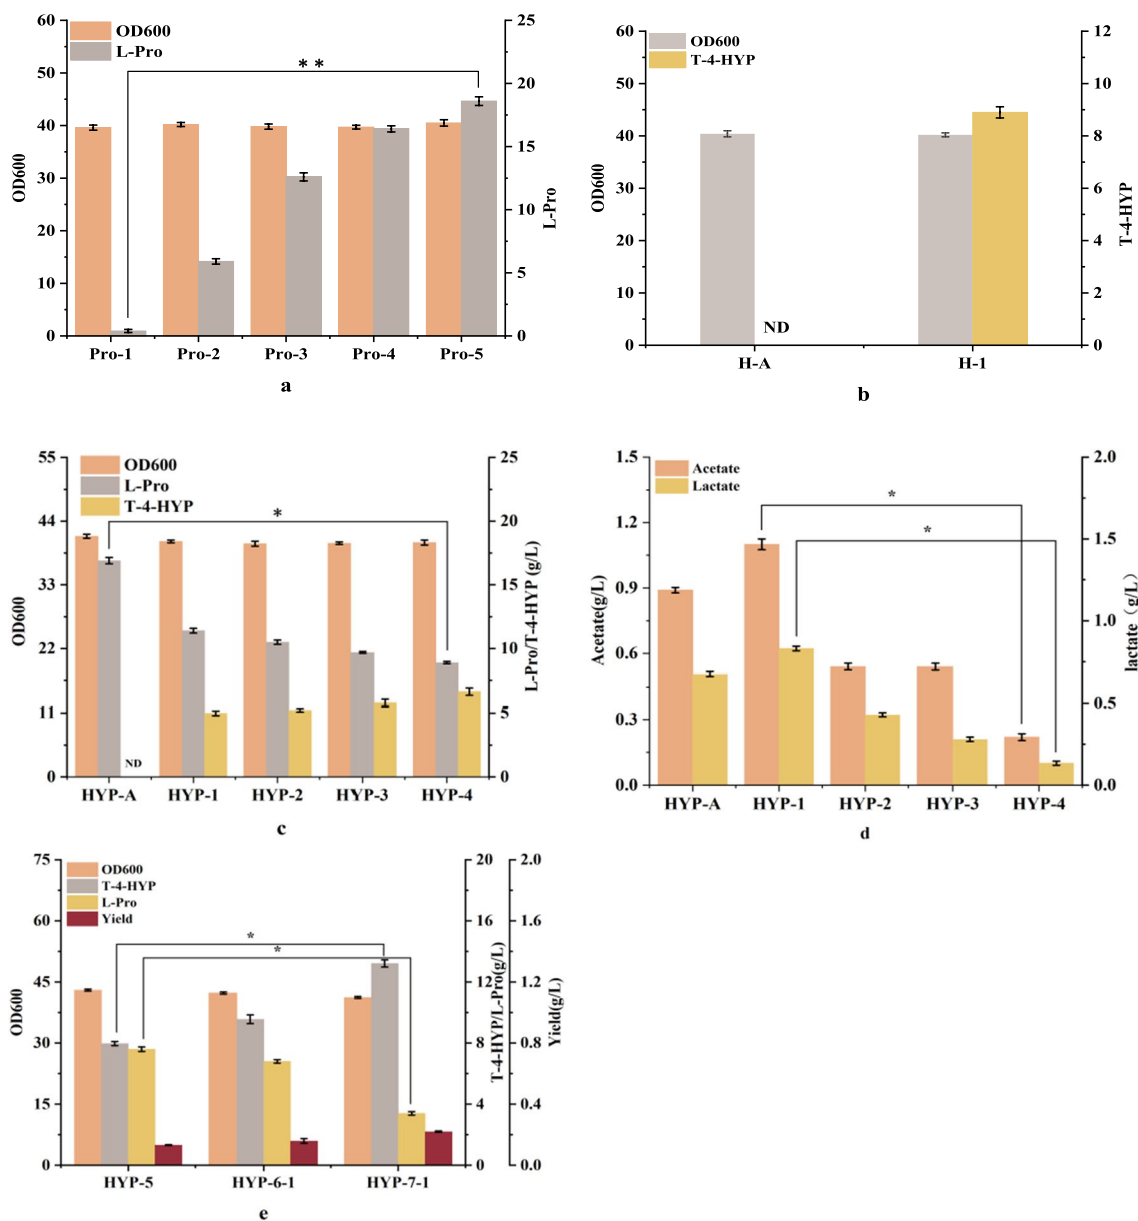 OD600
L-Pro
**
60
50
40
30
20
10
0
OD600
25
20
15
10
5
0
L-Pro
Pro-1 Pro-2 Pro-3 Pro-4 Pro-5
a
OD600
T-4-HYP
60
50
40
30
20
10
0
OD600
12
10
8
6
4
2
0
T-4-HYP
ND
H-A H-1
b
OD600
L-Pro
T-4-HYP
*
55
44
33
22
11
0
OD600
25
20
15
10
5
0
L-Pro/T-4-HYP (g/L)
ND
HYP-A HYP-1 HYP-2 HYP-3 HYP-4
c
Acetate
Lactate
*
*
1.5
1.2
0.9
0.6
0.3
0.0
Acetate(g/L)
2.0
1.5
1.0
0.5
0.0
lactate（g/L）
HYP-A HYP-1 HYP-2 HYP-3 HYP-4
d
OD600
T-4-HYP
L-Pro
Yield
*
*
75
60
45
30
15
0
OD600
20
16
12
8
4
0
T-4-HYP/L-Pro(g/L)
2.0
1.6
1.2
0.8
0.4
0.0
Yield(g/L)
HYP-5 HYP-6-1 HYP-7-1
e